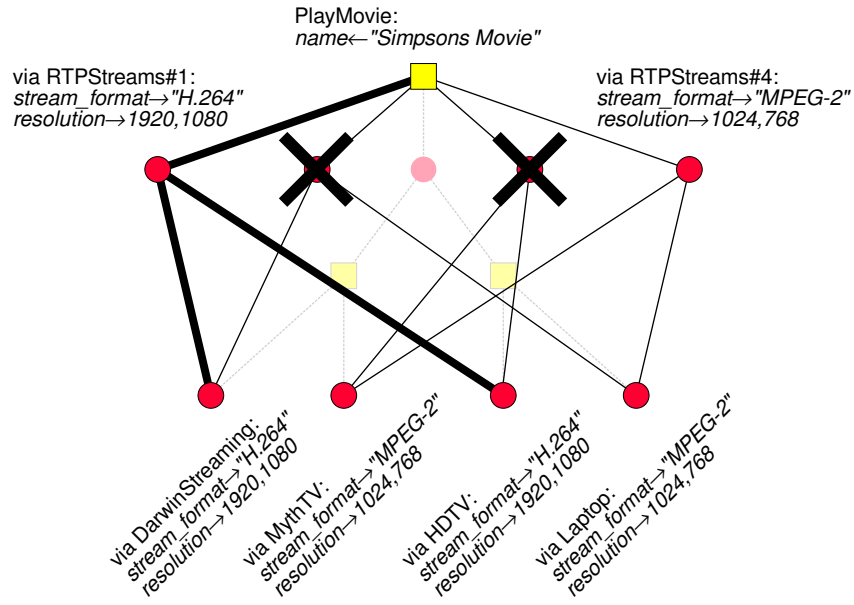 PlayMovie:
name←"Simpsons Movie"
via RTPStreams#1:
stream_format→"H.264"
resolution→1920,1080
via RTPStreams#4:
stream_format→"MPEG-2"
resolution→1024,768
via DarwinStreaming:
stream_format→"H.264"
resolution→1920,1080
via MythTV:
stream_format→"MPEG-2"
resolution→1024,768
via HDTV:
stream_format→"H.264"
resolution→1920,1080
via Laptop:
stream_format→"MPEG-2"
resolution→1024,768